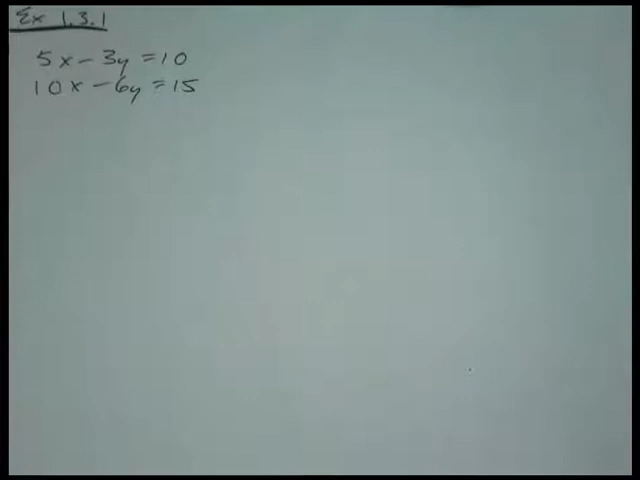 Ex 1.3.1
5x - 3y = 10
10x - 6y = 15